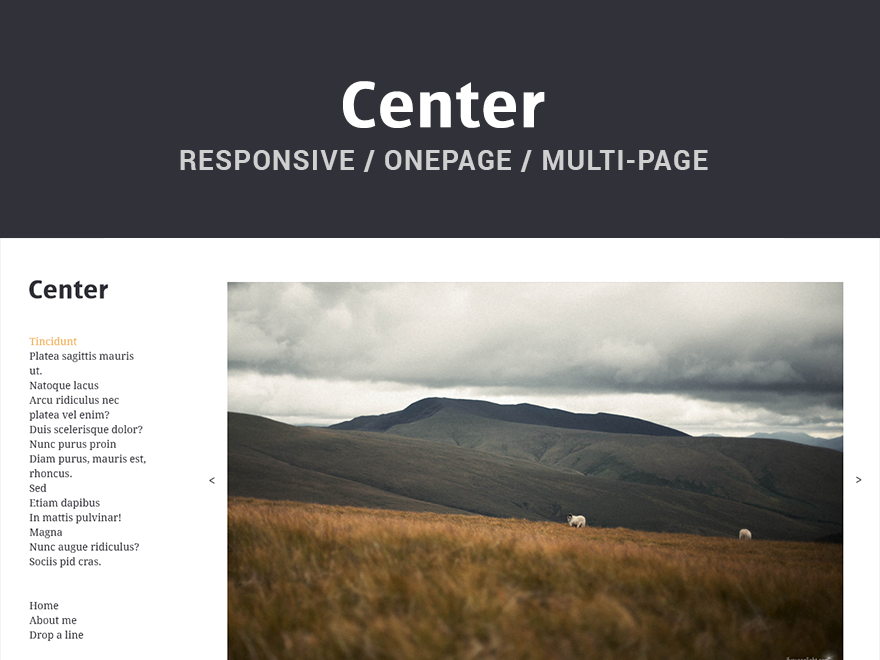 Center
RESPONSIVE / ONEPAGE / MULTI-PAGE
Center
Tincidunt
Platea sagittis mauris
ut.
Natoque lacus
Arcu ridiculus nec
platea vel enim?
Duis scelerisque dolor?
Nunc purus proin
Diam purus, mauris est,
rhoncus.
Sed
Etiam dapibus
In mattis pulvinar!
Magna
Nunc augue ridiculus?
Sociis pid cras.
Home
About me
Drop a line
<
>